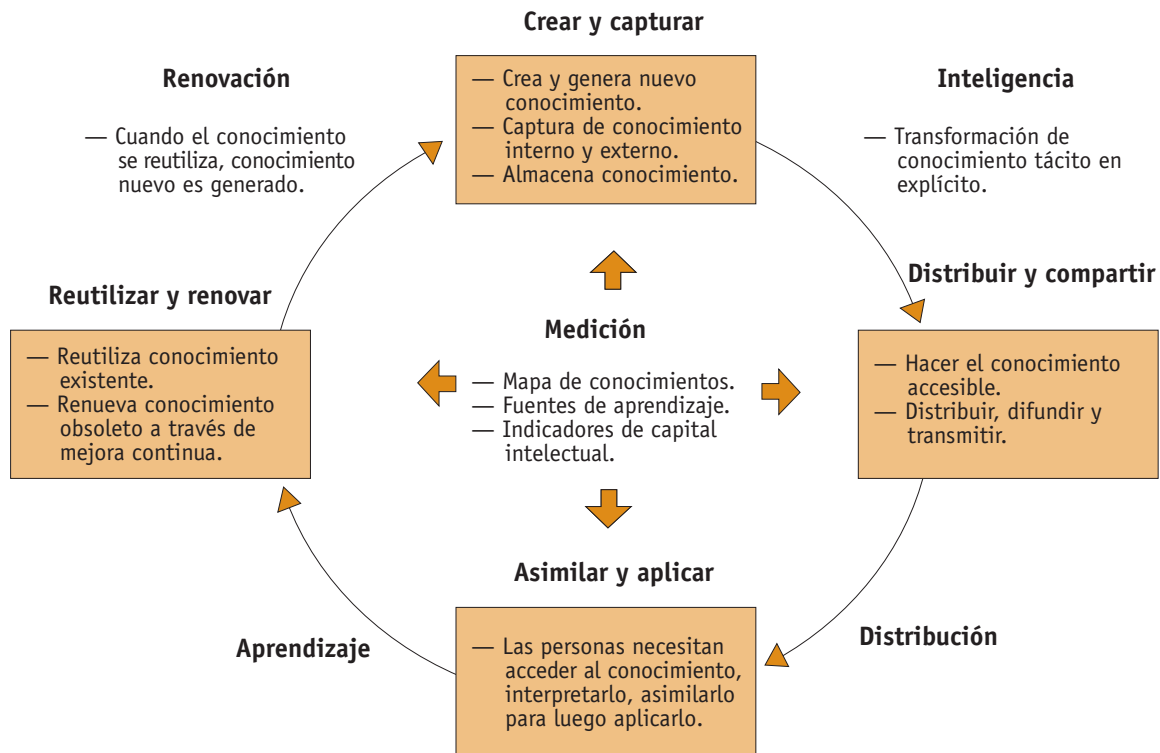 Crear y capturar
— Crea y genera nuevo
conocimiento.
— Captura de conocimiento
interno y externo.
— Almacena conocimiento.
Renovación
— Cuando el conocimiento
se reutiliza, conocimiento
nuevo es generado.
Inteligencia
— Transformación de
conocimiento tácito en
explícito.
Distribuir y compartir
— Hacer el conocimiento
accesible.
— Distribuir, difundir y
transmitir.
Reutilizar y renovar
— Reutiliza conocimiento
existente.
— Renueva conocimiento
obsoleto a través de
mejora continua.
Medición
— Mapa de conocimientos.
— Fuentes de aprendizaje.
— Indicadores de capital
intelectual.
Asimilar y aplicar
— Las personas necesitan
acceder al conocimiento,
interpretarlo, asimilarlo
para luego aplicarlo.
Aprendizaje
Distribución